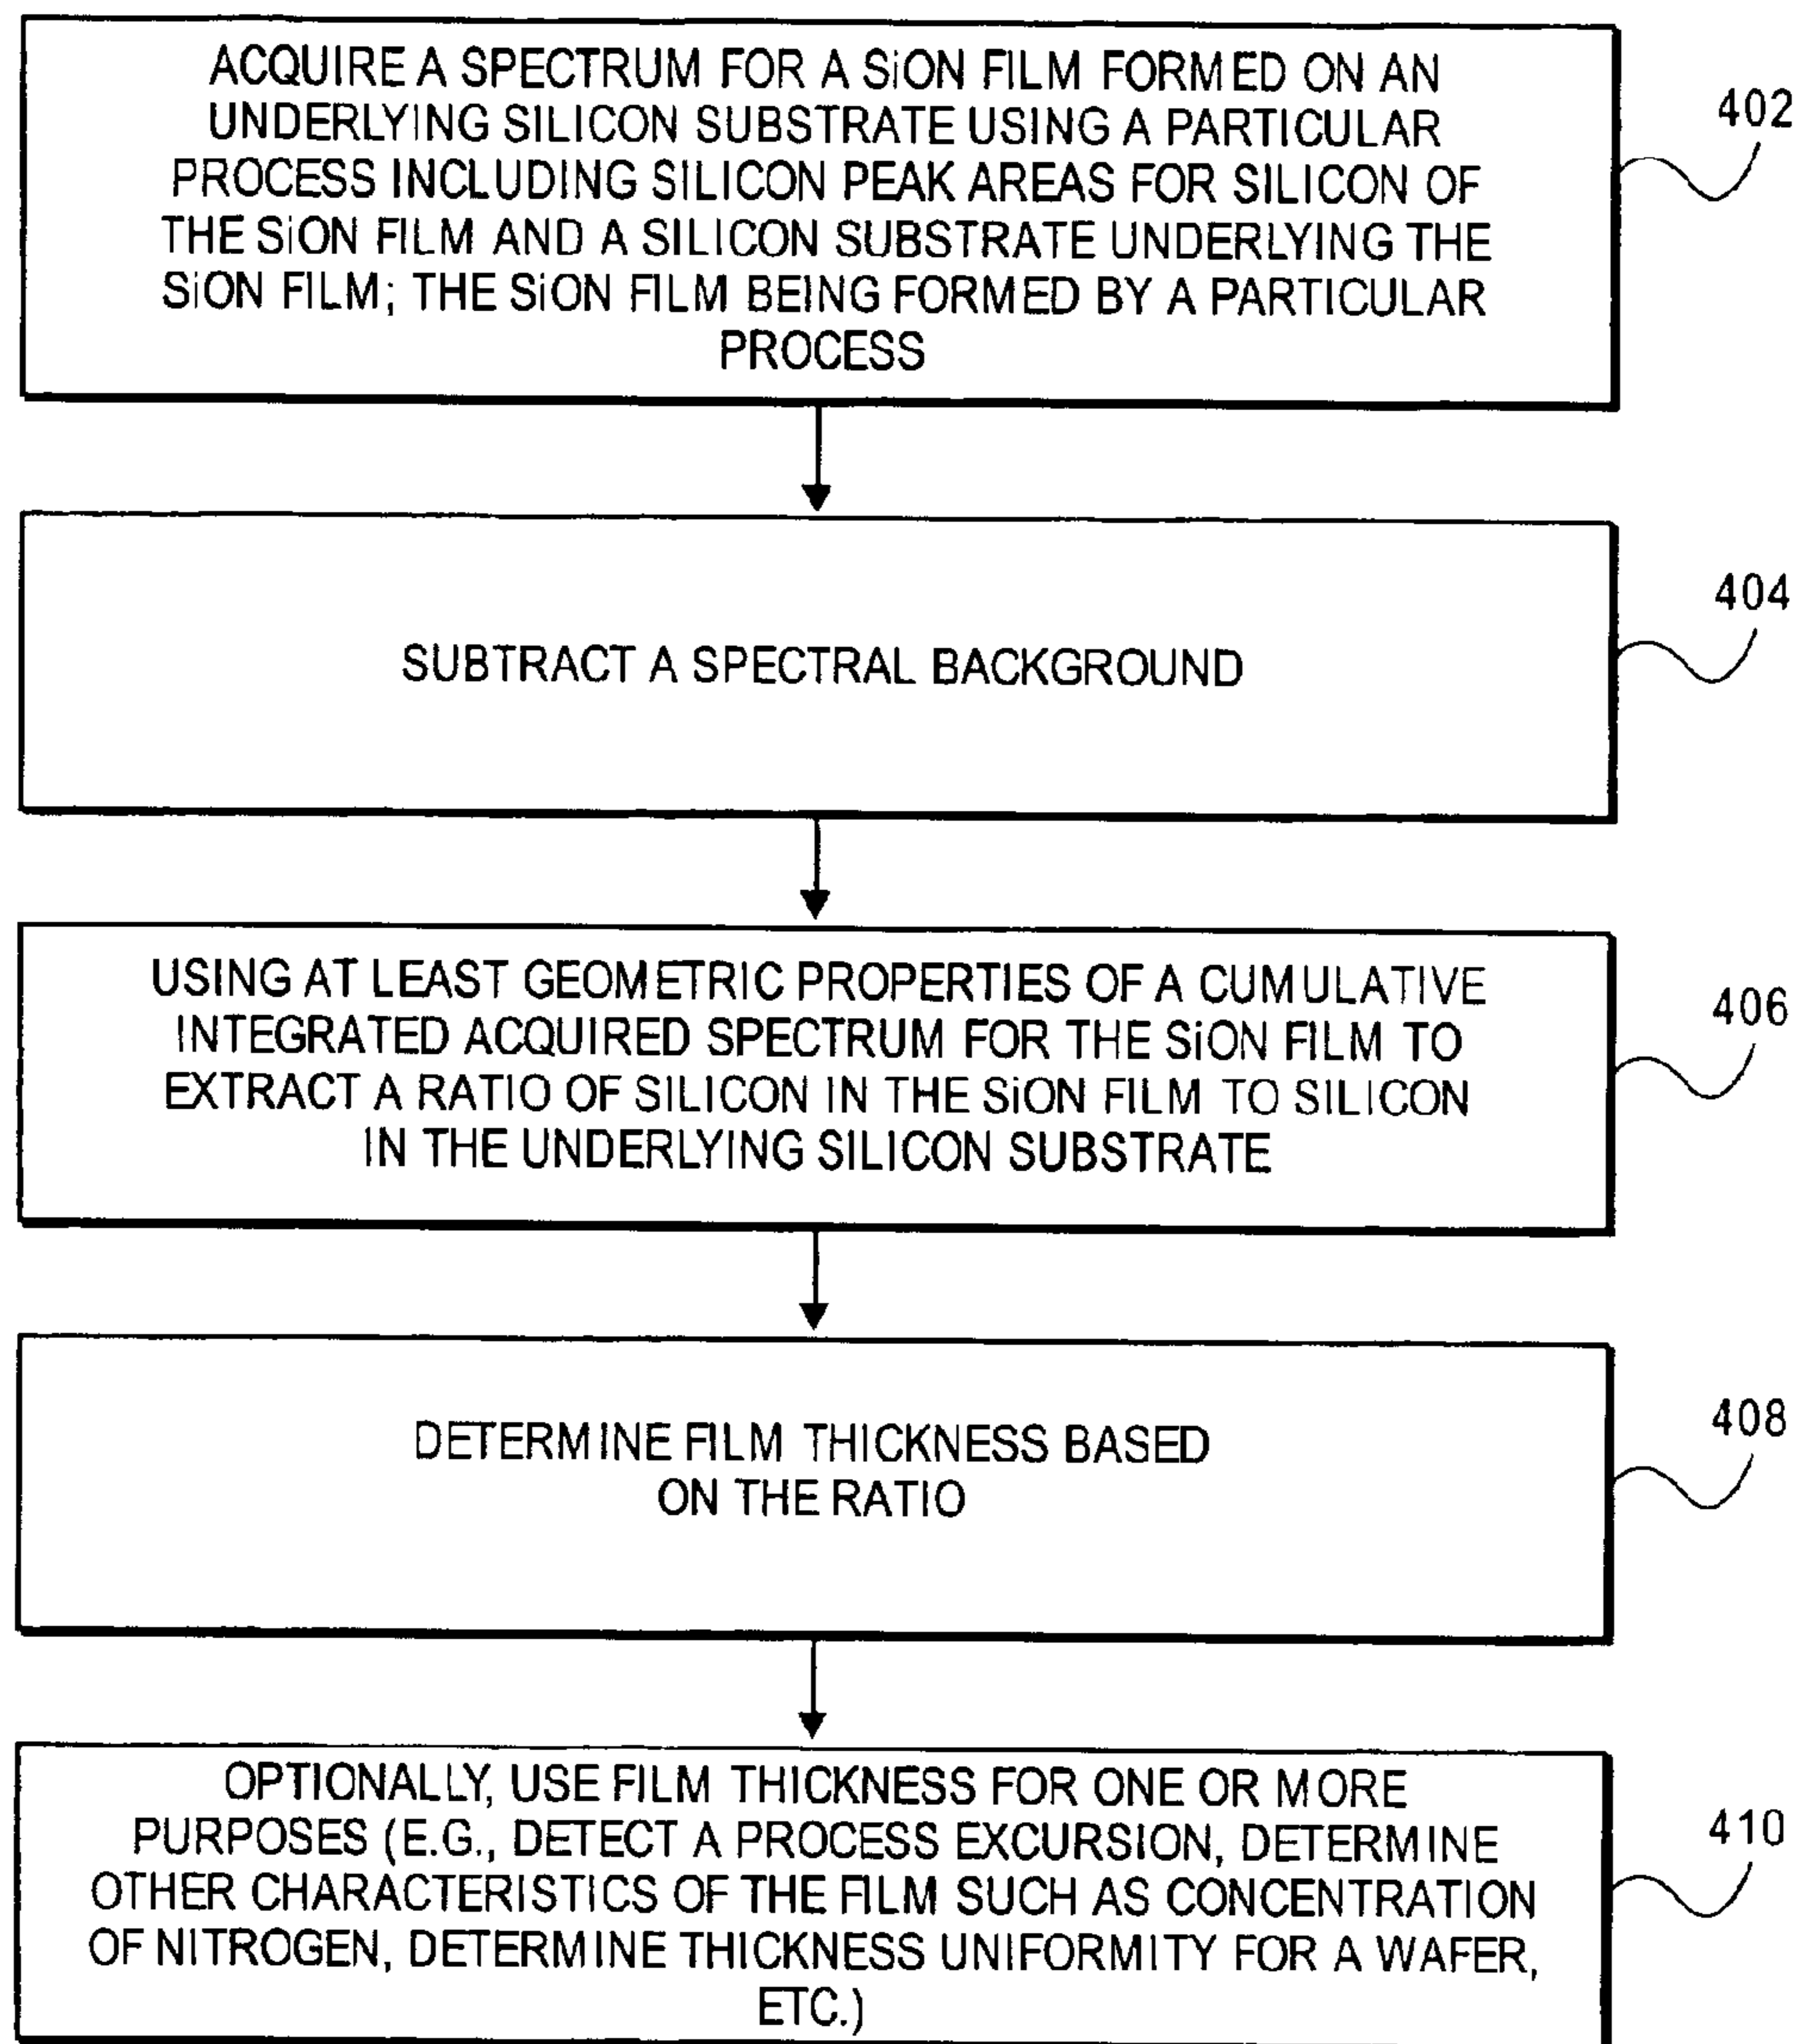 ACQUIRE A SPECTRUM FOR A SiON FILM FORMED ON AN
UNDERLYING SILICON SUBSTRATE USING A PARTICULAR
PROCESS INCLUDING SILICON PEAK AREAS FOR SILICON OF
THE SiON FILM AND A SILICON SUBSTRATE UNDERLYING THE
SiON FILM; THE SiON FILM BEING FORMED BY A PARTICULAR
PROCESS
402
SUBTRACT A SPECTRAL BACKGROUND
404
USING AT LEAST GEOMETRIC PROPERTIES OF A CUMULATIVE
INTEGRATED ACQUIRED SPECTRUM FOR THE SiON FILM TO
EXTRACT A RATIO OF SILICON IN THE SiON FILM TO SILICON
IN THE UNDERLYING SILICON SUBSTRATE
406
DETERMINE FILM THICKNESS BASED
ON THE RATIO
408
OPTIONALLY, USE FILM THICKNESS FOR ONE OR MORE
PURPOSES (E.G., DETECT A PROCESS EXCURSION, DETERMINE
OTHER CHARACTERISTICS OF THE FILM SUCH AS CONCENTRATION
OF NITROGEN, DETERMINE THICKNESS UNIFORMITY FOR A WAFER,
ETC.)
410